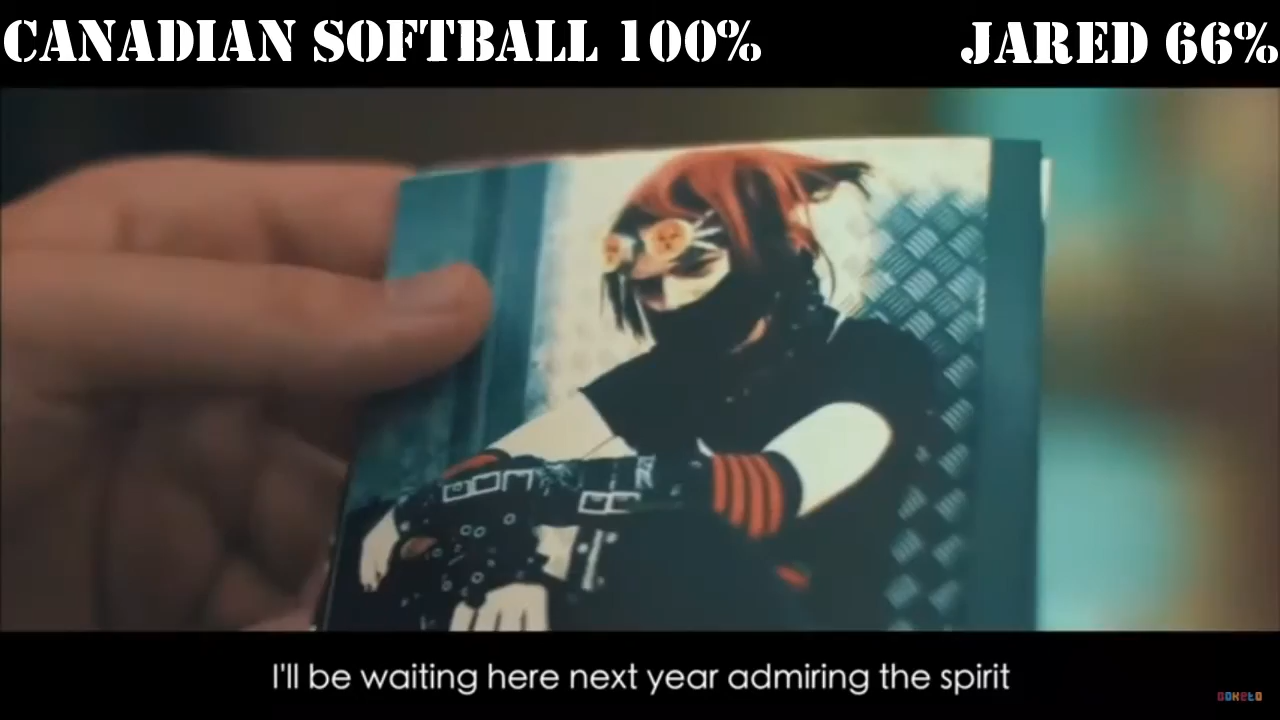 CANADIAN SOFTBALL 100%
JARED 66%
I'll be waiting here next year admiring the spirit